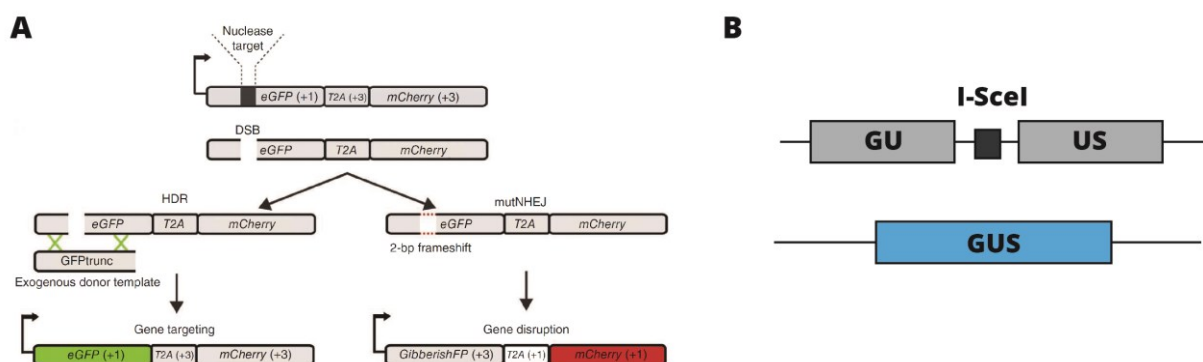 A
Nuclease
target
eGFP (+1) T2A (+3) mCherry (+3)
DSB
eGFP T2A mCherry
HDR
eGFP T2A mCherry
GFPtrunc
Exogenous donor template
mutNHEJ
eGFP T2A mCherry
2-bp frameshift
Gene targeting
eGFP (+1) T2A (+3) mCherry (+3)
Gene disruption
GibberishFP (+3) T2A (+1) mCherry (+1)
B
I-SceI
GU US
GUS